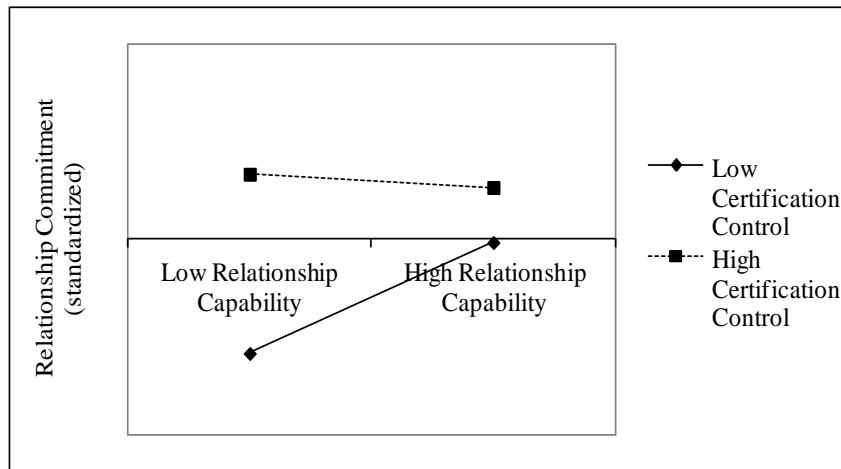 Relationship Commitment
(standardized)
Low Relationship
Capability
High Relationship
Capability
Low
Certification
Control
High
Certification
Control